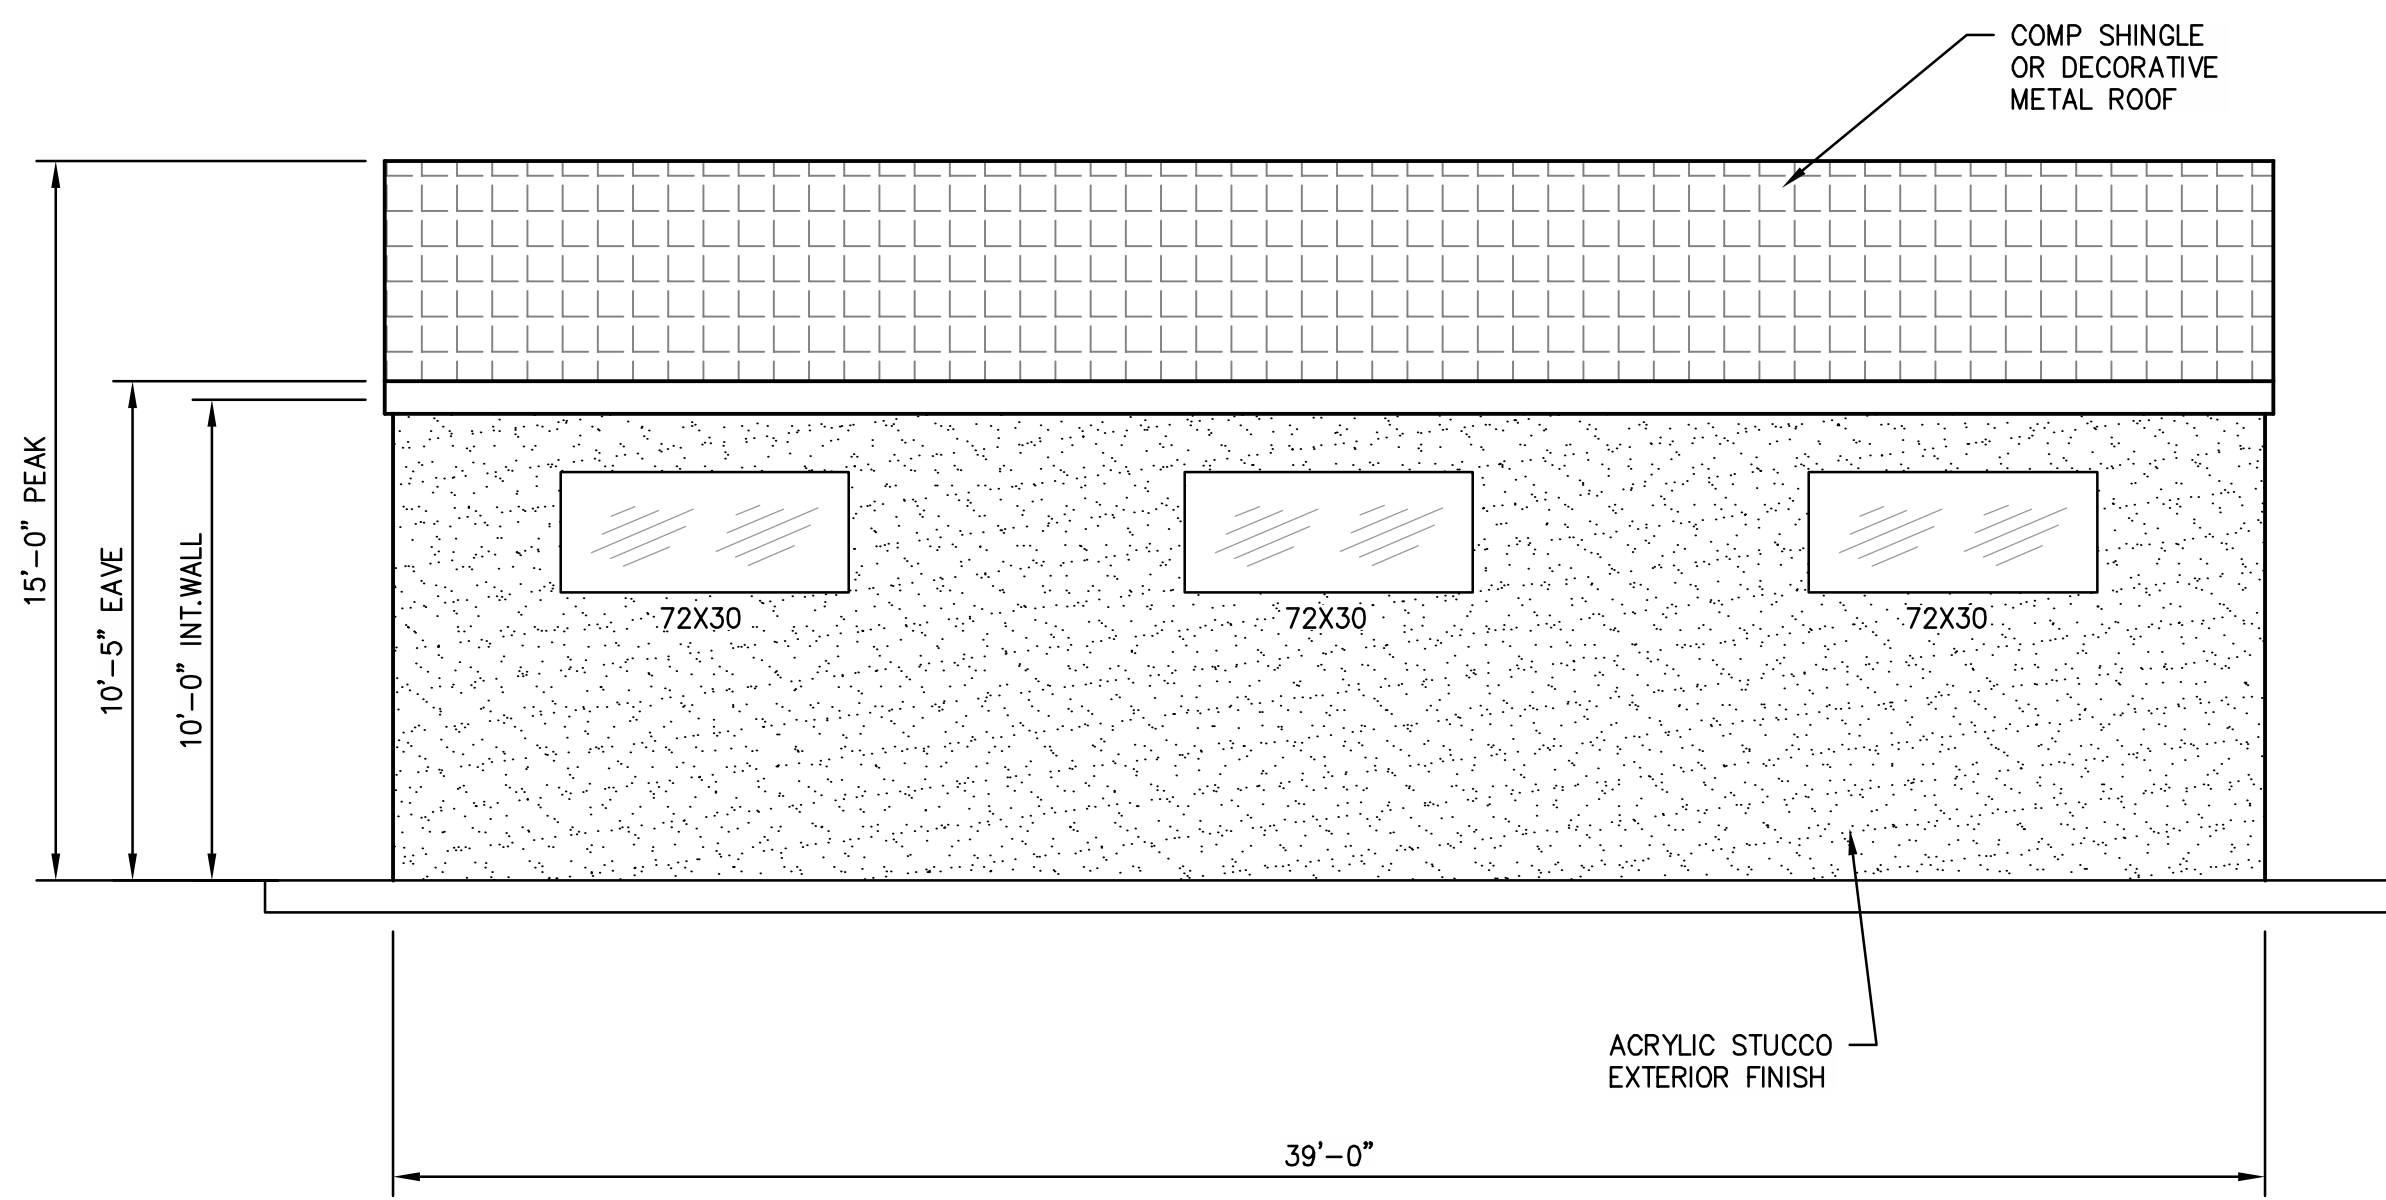 COMP SHINGLE
OR DECORATIVE
METAL ROOF
15'-0" PEAK
10'-5" EAVE
10'-0" INT.WALL
72X30
72X30
72X30
ACRYLIC STUCCO
EXTERIOR FINISH
39'-0"